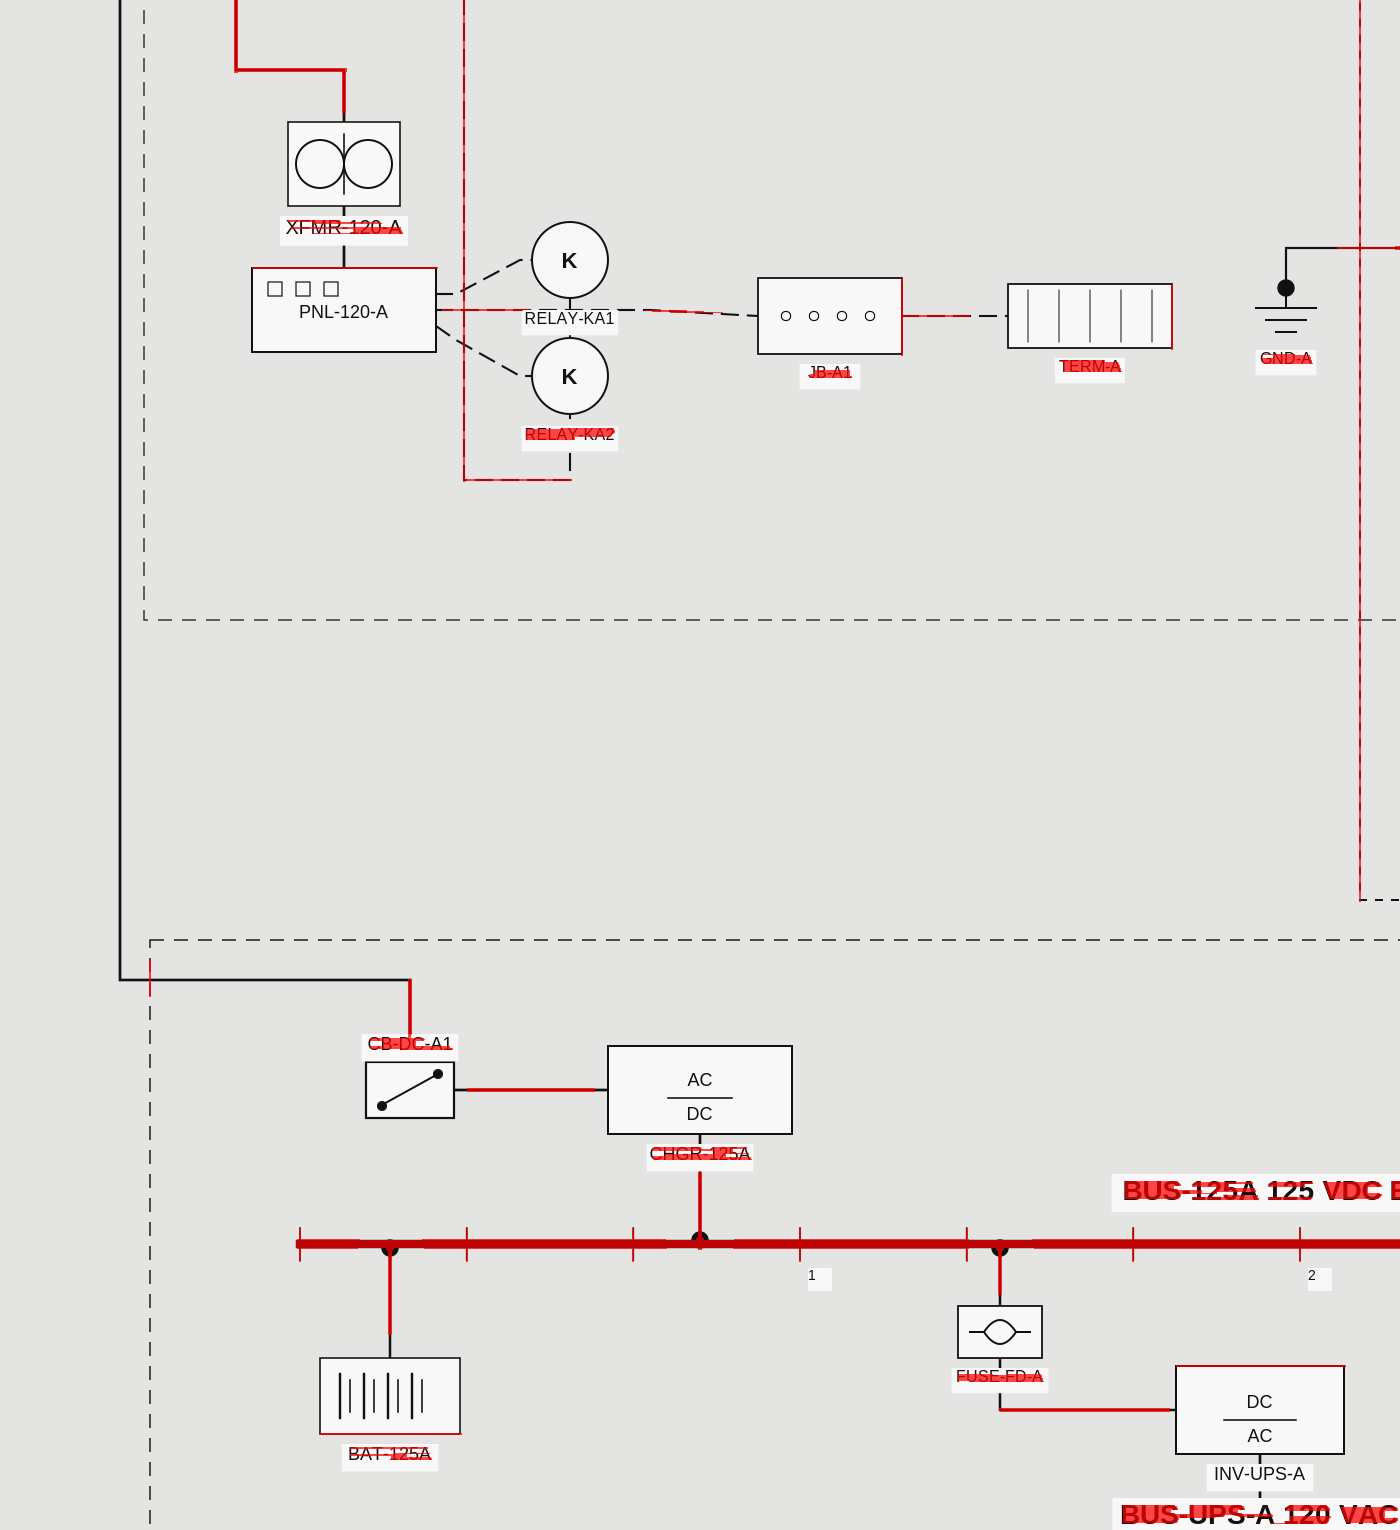 XFMR-120-A
PNL-120-A
K
RELAY-KA1
K
RELAY-KA2
JB-A1
TERM-A
GND-A
CB-DC-A1
AC
DC
CHGR-125A
BUS-125A 125 VDC
1
2
FUSE-FD-A
DC
AC
BAT-125A
INV-UPS-A
BUS-UPS-A 120 VAC